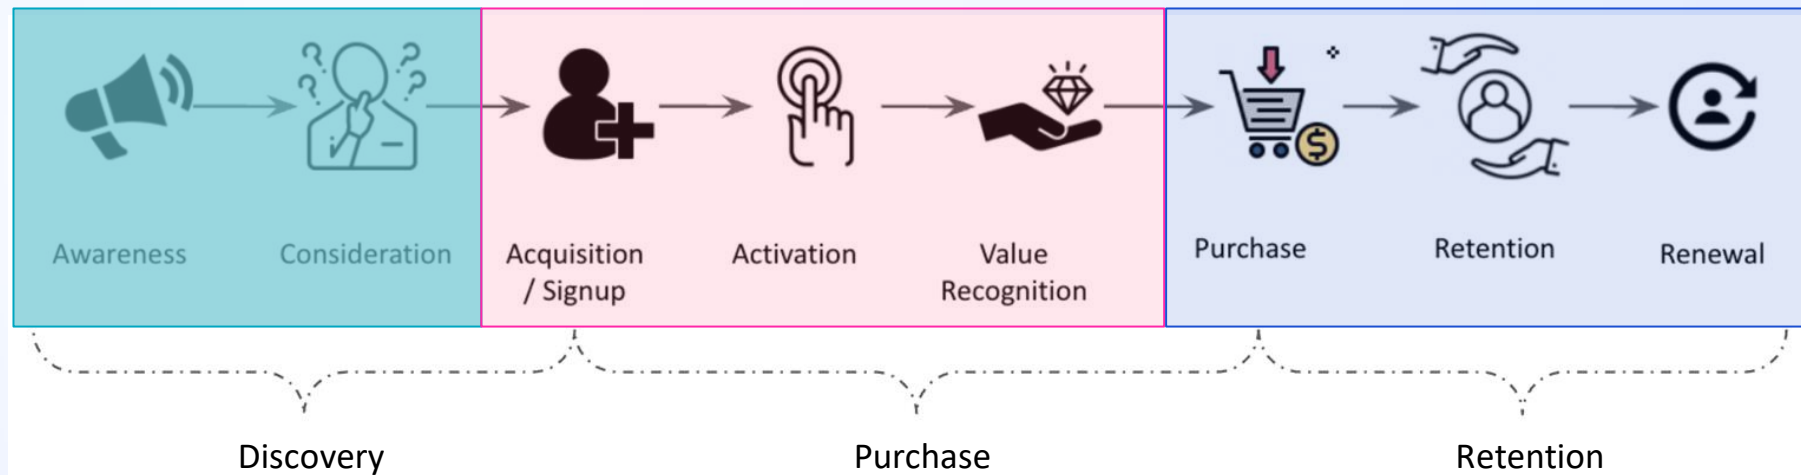 Awareness
Consideration
Acquisition
/ Signup
Activation
Value
Recognition
Purchase
Retention
Renewal
$
Discovery
Purchase
Retention